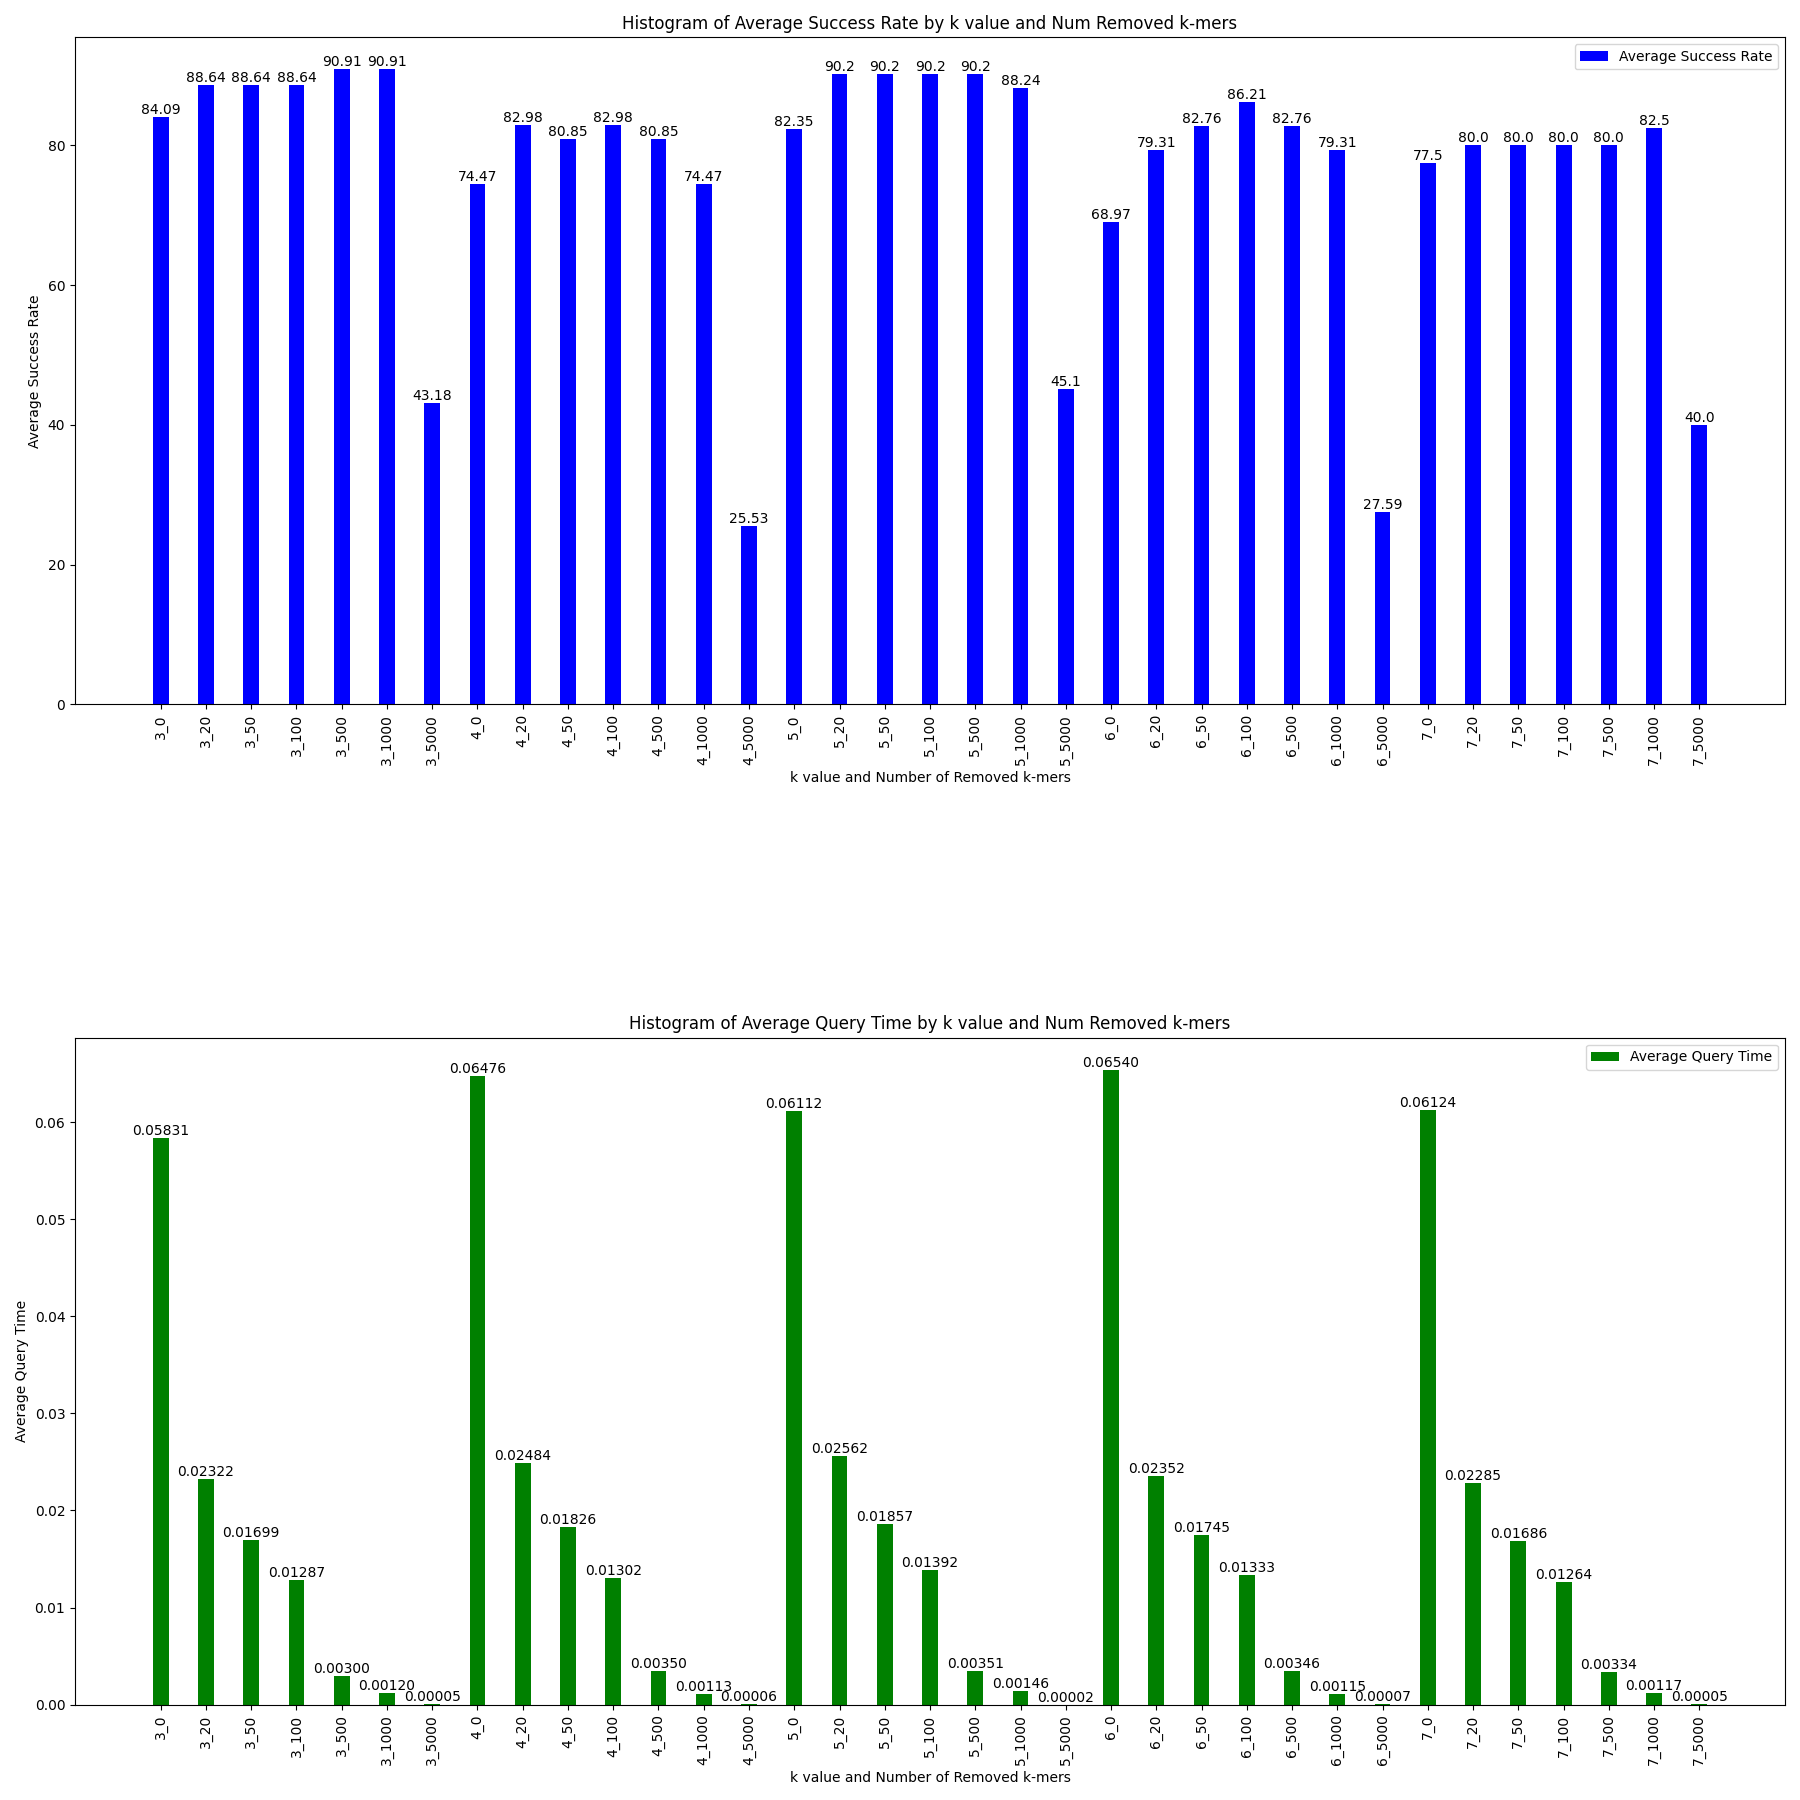 Histogram of Average Success Rate by k value and Num Removed k-mers
Average Success Rate
Average Success Rate
80
60
40
20
0
84.09 88.64 88.64 88.64 90.91 90.91 43.18 74.47 82.98 80.85 82.98 80.85 74.47 25.53 82.35 90.2 90.2 90.2 90.2 88.24 45.1 68.97 79.31 82.76 86.21 82.76 79.31 27.59 77.5 80.0 80.0 80.0 80.0 82.5 40.0
3_0 3_20 3_50 3_100 3_500 3_1000 3_5000 4_0 4_20 4_50 4_100 4_500 4_1000 4_5000 5_0 5_20 5_50 5_100 5_500 5_1000 5_5000 6_0 6_20 6_50 6_100 6_500 6_1000 6_5000 7_0 7_20 7_50 7_100 7_500 7_1000 7_5000
k value and Number of Removed k-mers
Histogram of Average Query Time by k value and Num Removed k-mers
Average Query Time
Average Query Time
0.06
0.05
0.04
0.03
0.02
0.01
0.00
0.05831 0.02322 0.01699 0.01287 0.00300 0.00120 0.00005 0.06476 0.02484 0.01826 0.01302 0.00350 0.00113 0.00006 0.06112 0.02562 0.01857 0.01392 0.00351 0.00146 0.00002 0.06540 0.02352 0.01745 0.01333 0.00346 0.00115 0.00007 0.06124 0.02285 0.01686 0.01264 0.00334 0.00117 0.00005
3_0 3_20 3_50 3_100 3_500 3_1000 3_5000 4_0 4_20 4_50 4_100 4_500 4_1000 4_5000 5_0 5_20 5_50 5_100 5_500 5_1000 5_5000 6_0 6_20 6_50 6_100 6_500 6_1000 6_5000 7_0 7_20 7_50 7_100 7_500 7_1000 7_5000
k value and Number of Removed k-mers